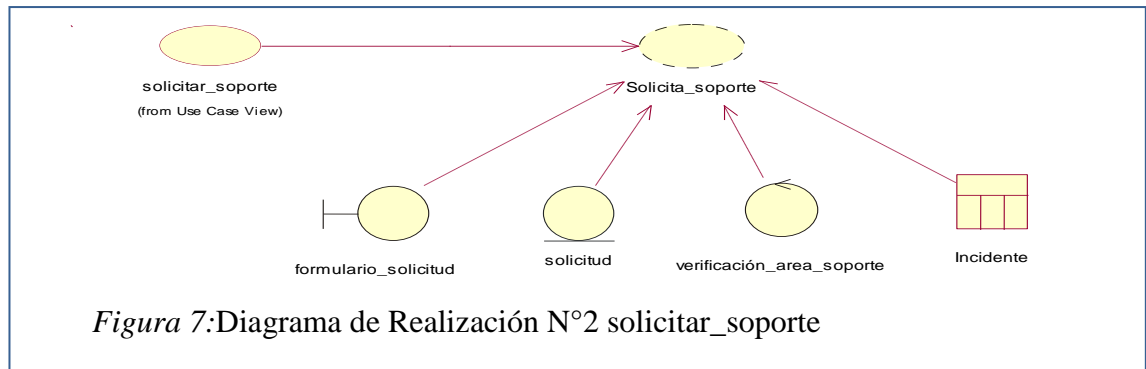 solicitar_soporte
(from Use Case View)
Solicita_soporte
formulario_solicitud
solicitud
verificación_area_soporte
Incidente
Figura 7:Diagrama de Realización N°2 solicitar_soporte